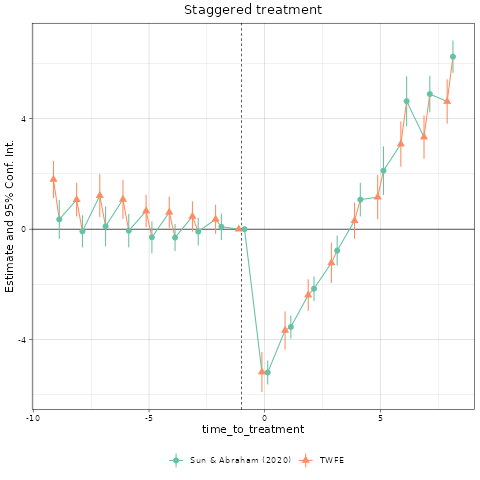 Staggered treatment
Estimate and 95% Conf. Int.
4
0
-4
-10 -5 0 5
time_to_treatment
Sun & Abraham (2020) TWFE